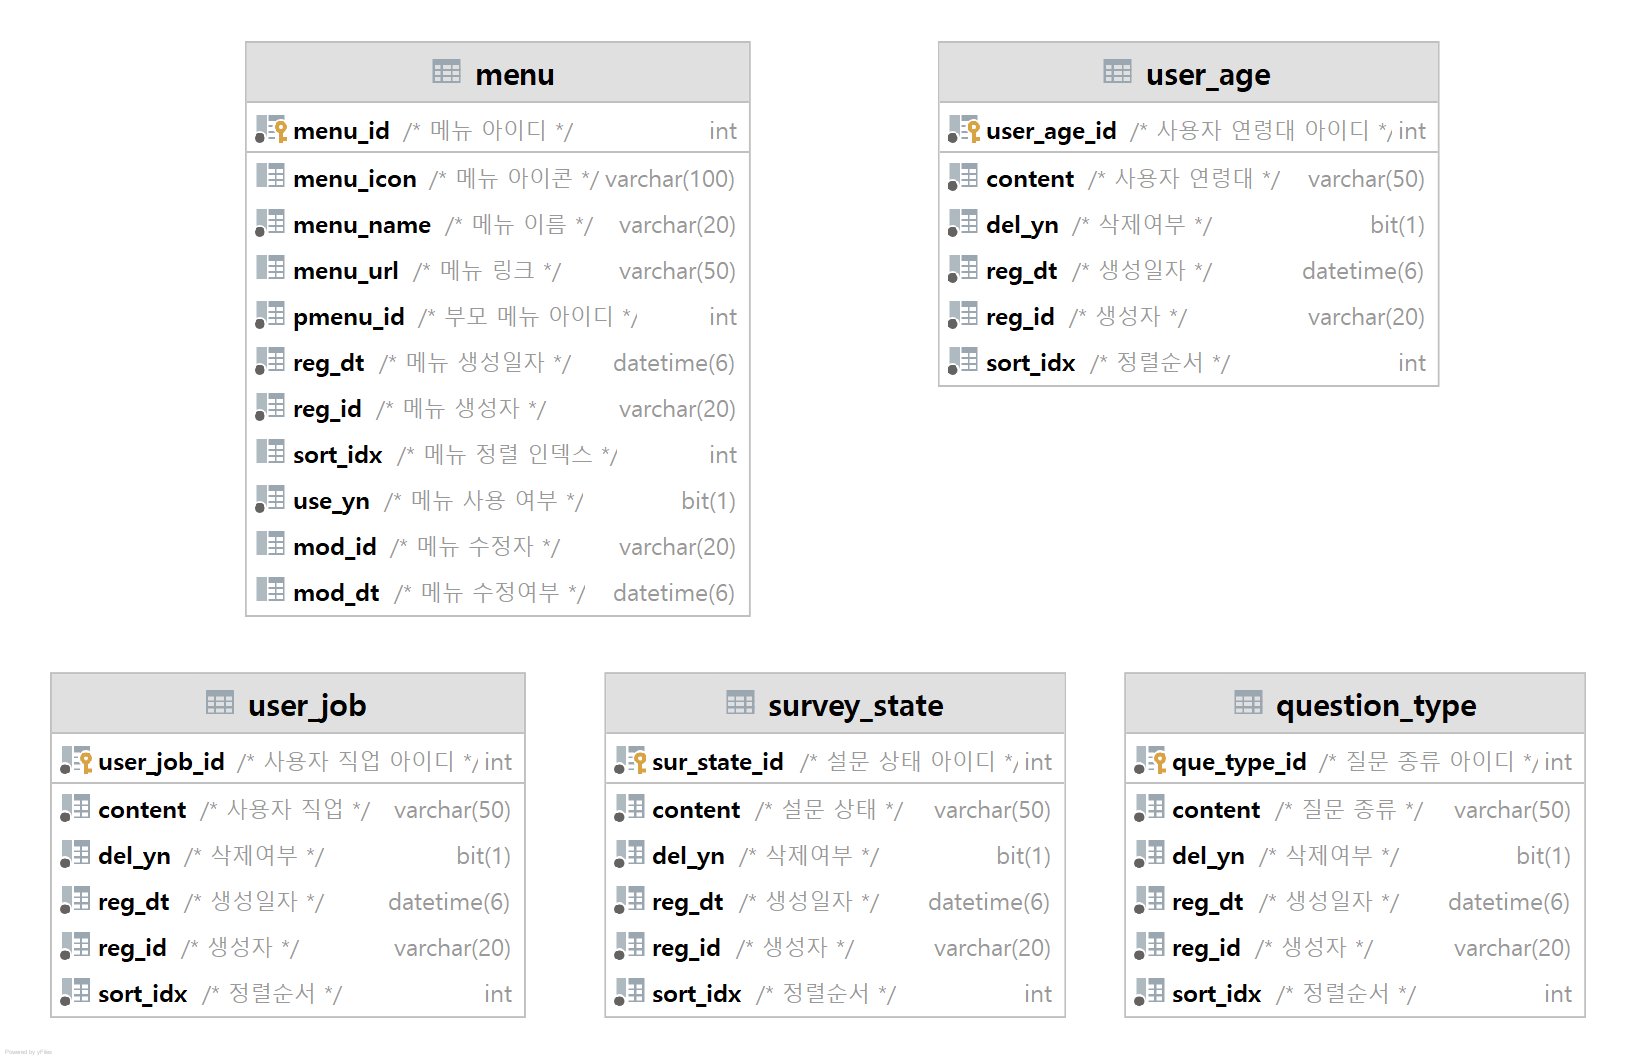 menu
menu_id /* 메뉴 아이디 */ int
menu_icon /* 메뉴 아이콘 */ varchar(100)
menu_name /* 메뉴 이름 */ varchar(20)
menu_url /* 메뉴 링크 */ varchar(50)
pmenu_id /* 부모 메뉴 아이디 */ int
reg_dt /* 메뉴 생성일자 */ datetime(6)
reg_id /* 메뉴 생성자 */ varchar(20)
sort_idx /* 메뉴 정렬 인덱스 */ int
use_yn /* 메뉴 사용 여부 */ bit(1)
mod_id /* 메뉴 수정자 */ varchar(20)
mod_dt /* 메뉴 수정여부 */ datetime(6)
user_age
user_age_id /* 사용자 연령대 아이디 */ int
content /* 사용자 연령대 */ varchar(50)
del_yn /* 삭제여부 */ bit(1)
reg_dt /* 생성일자 */ datetime(6)
reg_id /* 생성자 */ varchar(20)
sort_idx /* 정렬순서 */ int
user_job
user_job_id /* 사용자 직업 아이디 */ int
content /* 사용자 직업 */ varchar(50)
del_yn /* 삭제여부 */ bit(1)
reg_dt /* 생성일자 */ datetime(6)
reg_id /* 생성자 */ varchar(20)
sort_idx /* 정렬순서 */ int
survey_state
sur_state_id /* 설문 상태 아이디 */ int
content /* 설문 상태 */ varchar(50)
del_yn /* 삭제여부 */ bit(1)
reg_dt /* 생성일자 */ datetime(6)
reg_id /* 생성자 */ varchar(20)
sort_idx /* 정렬순서 */ int
question_type
que_type_id /* 질문 종류 아이디 */ int
content /* 질문 종류 */ varchar(50)
del_yn /* 삭제여부 */ bit(1)
reg_dt /* 생성일자 */ datetime(6)
reg_id /* 생성자 */ varchar(20)
sort_idx /* 정렬순서 */ int
Powered by yFiles